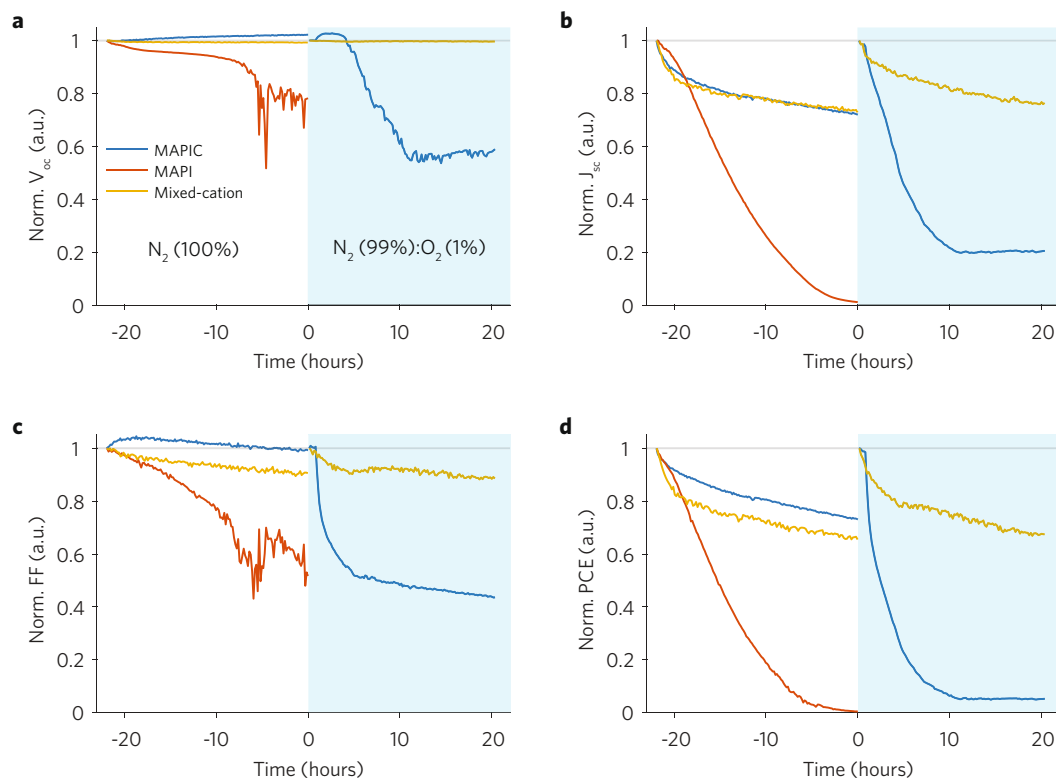 a
Norm. V_oc (a.u.)
1
0.8
0.6
0.4
0.2
0
MAPIC
MAPI
Mixed-cation
N₂ (100%)
N₂ (99%):O₂ (1%)
-20 -10 0 10 20
Time (hours)
b
Norm. J_sc (a.u.)
1
0.8
0.6
0.4
0.2
0
-20 -10 0 10 20
Time (hours)
c
Norm. FF (a.u.)
1
0.8
0.6
0.4
0.2
0
-20 -10 0 10 20
Time (hours)
d
Norm. PCE (a.u.)
1
0.8
0.6
0.4
0.2
0
-20 -10 0 10 20
Time (hours)